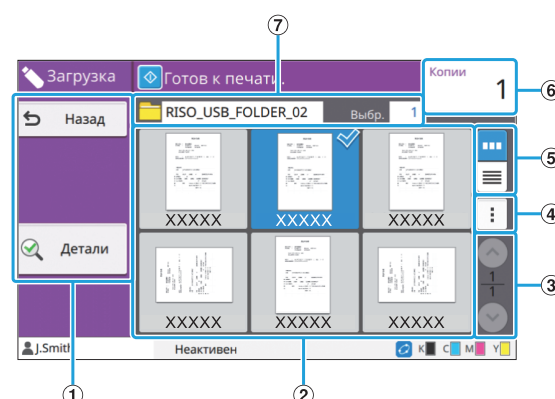 ⑦
Загрузка Готов к печати. Копии
1 ⑥
Назад RISO_USB_FOLDER_02 Выбр. 1
⑤
XXXXX XXXXX XXXXX ④
Детали
1
1 ③
XXXXX XXXXX XXXXX
J.Smith Неактивен K C M Y
① ②